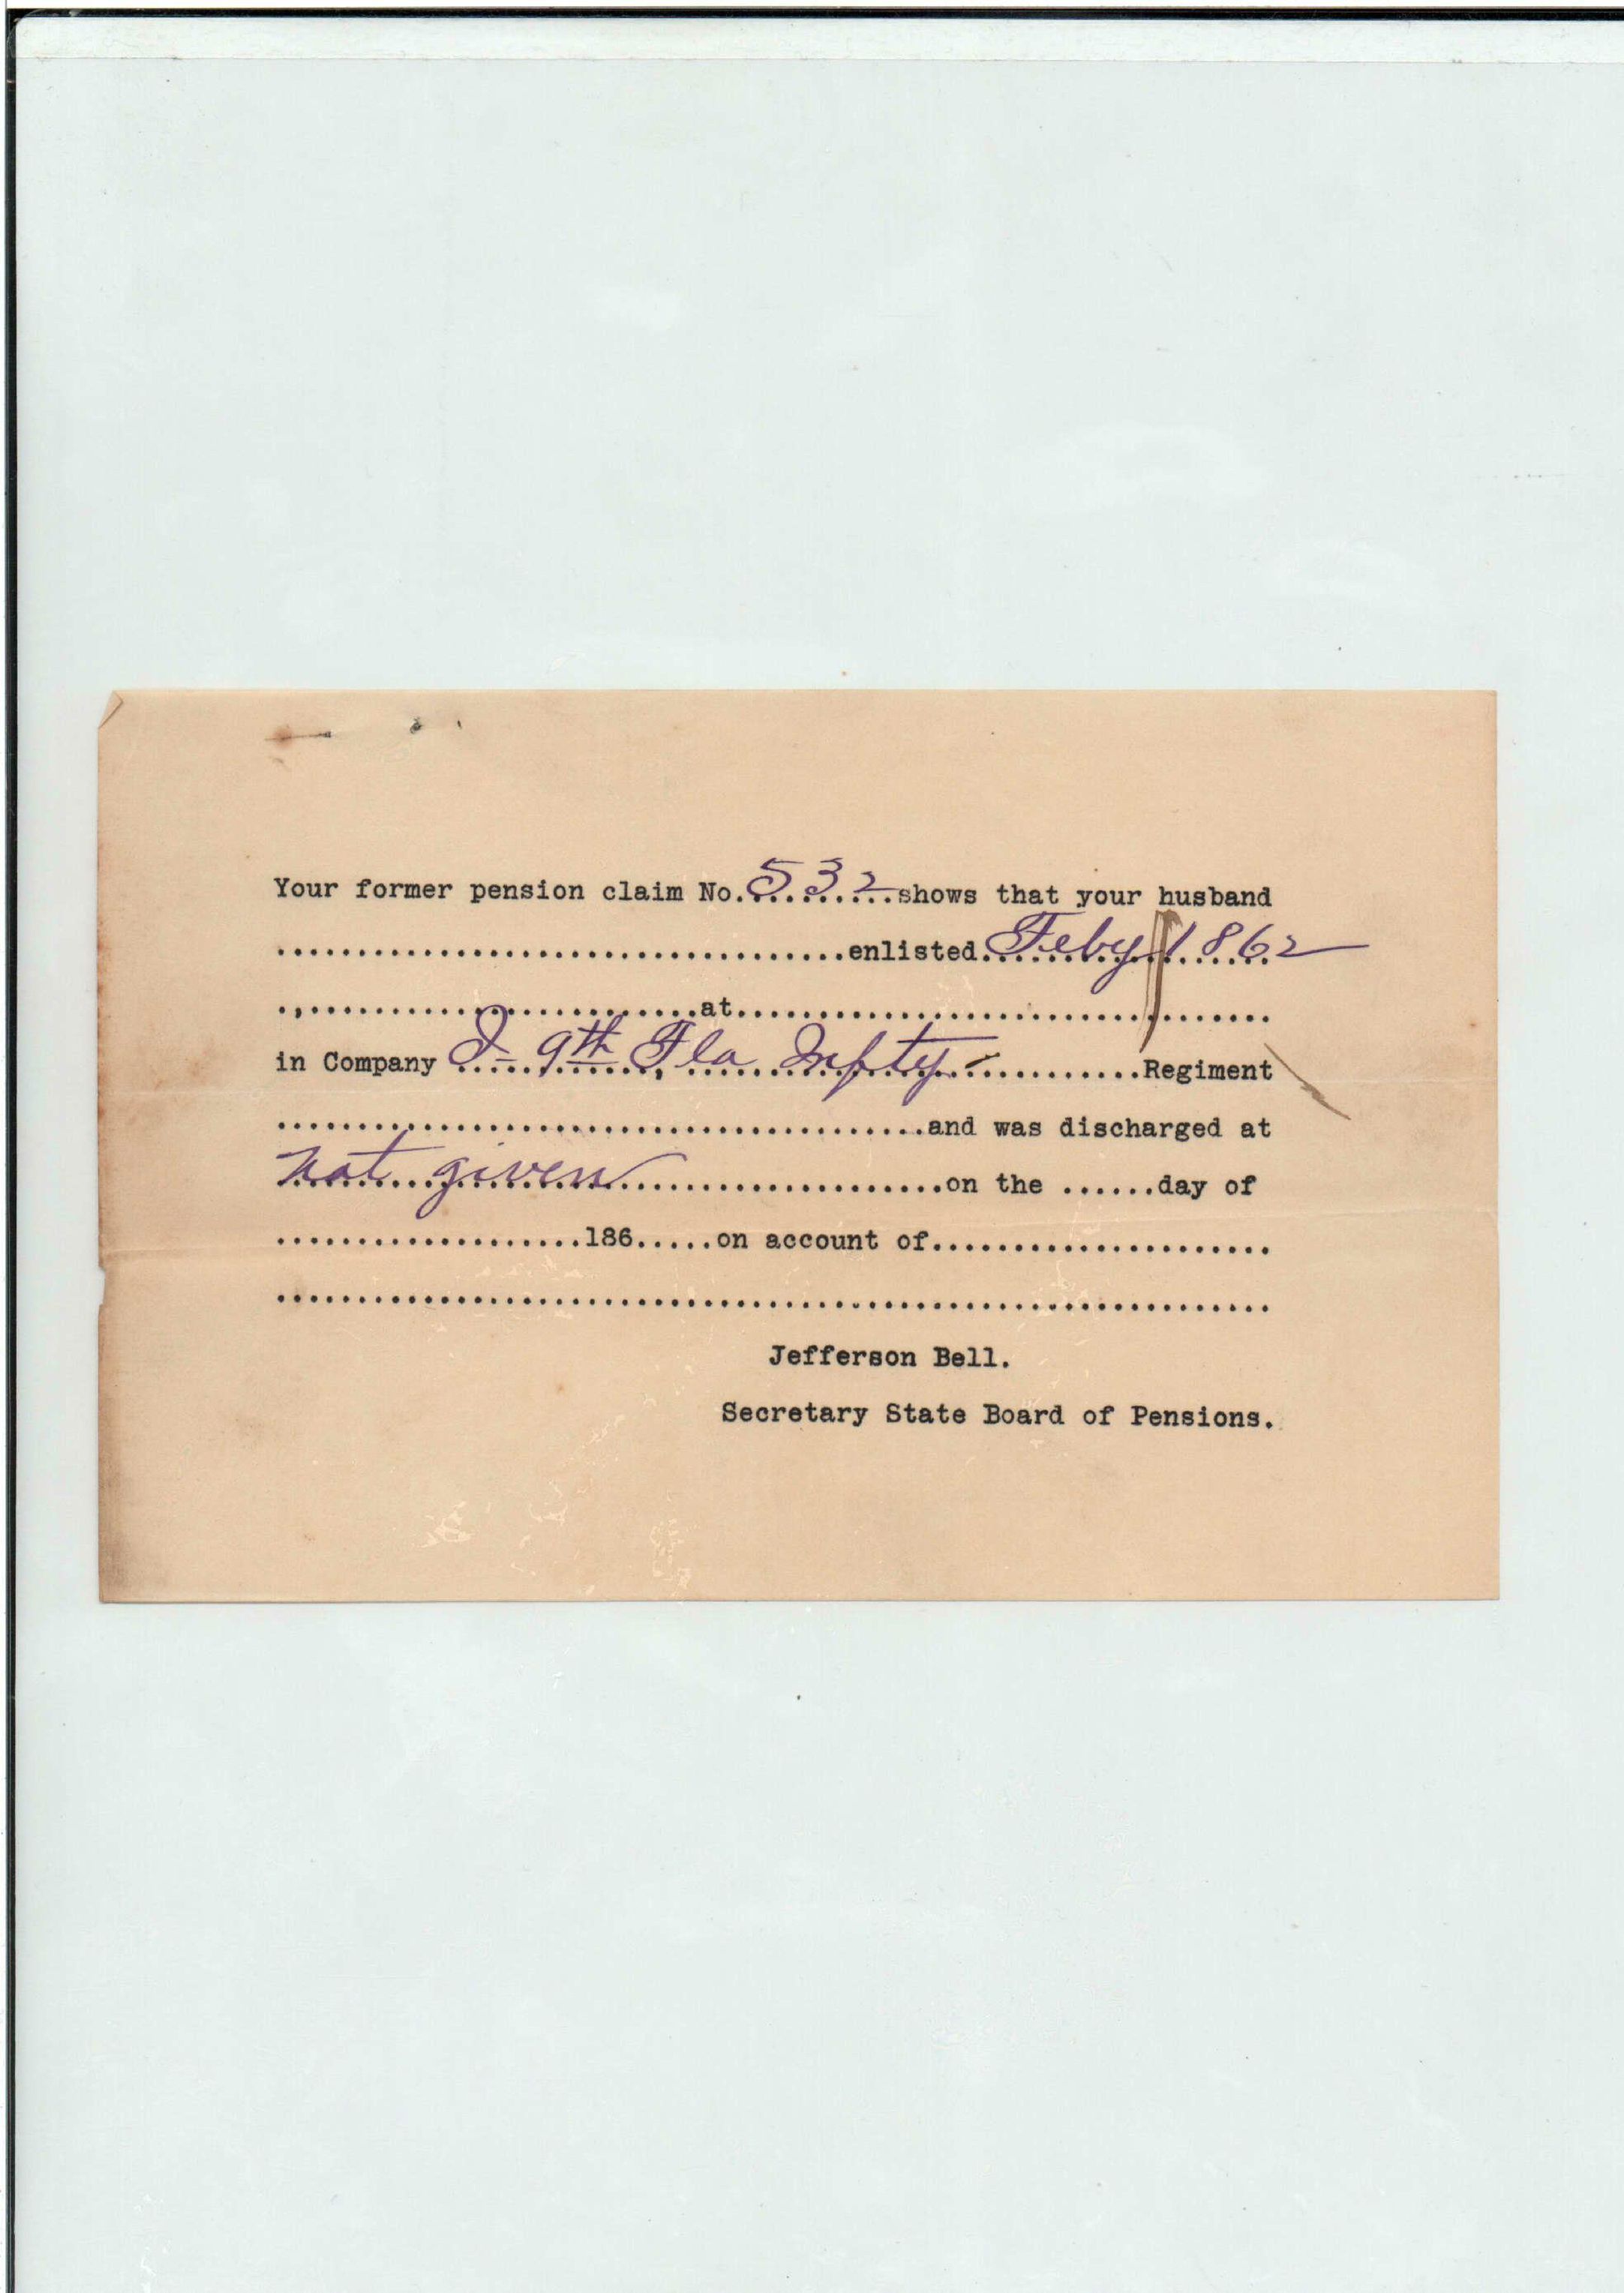 Your former pension claim No. 532 shows that your husband
.................................... enlisted Feby 1862
.,........................at.................................
in Company I - 9th Fla Infty - ..........Regiment
........................................and was discharged at
not given ....................on the ......day of
...................186.....on account of.....................
.............................................................
Jefferson Bell.
Secretary State Board of Pensions.